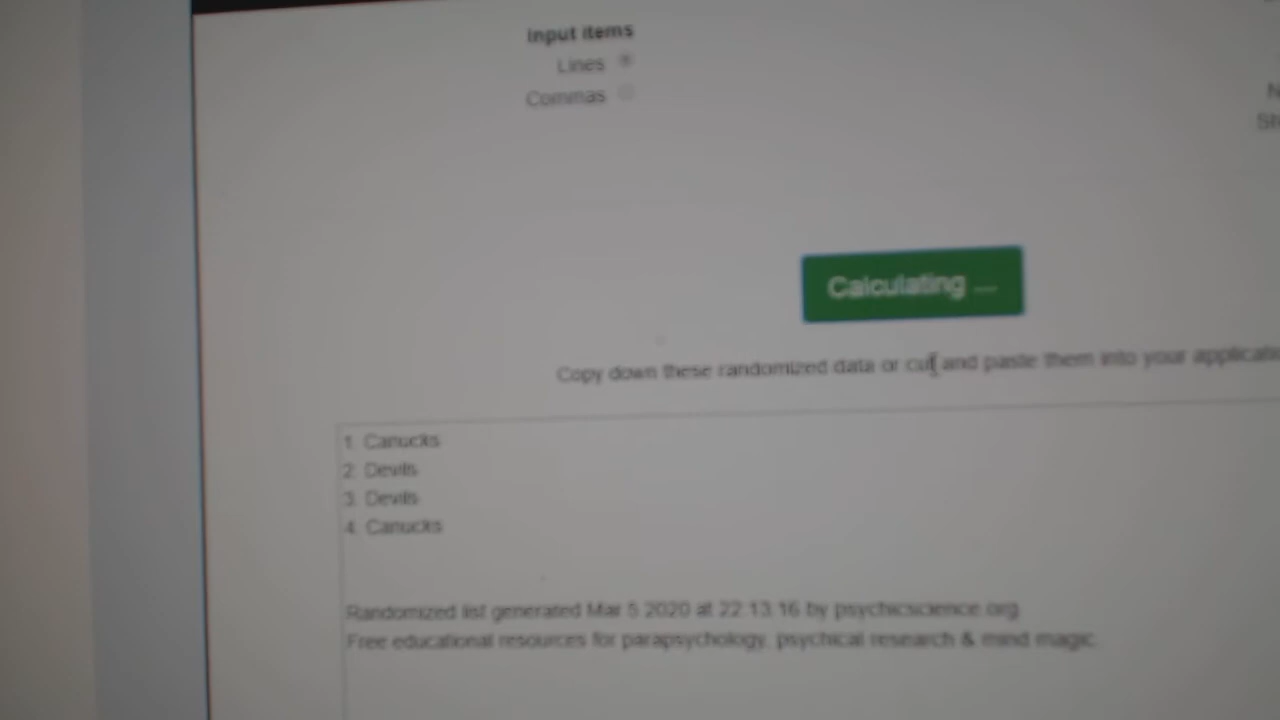 Input items
Lines
Commas
Calculating ...
Copy down these randomized data or cut and paste them into your
1. Canucks
2. Devils
3. Devils
4. Canucks
Randomized list generated Mar 5 2020 at 22:13:16 by psychicscience.org
Free educational resources for parapsychology, psychical research & mind magic.